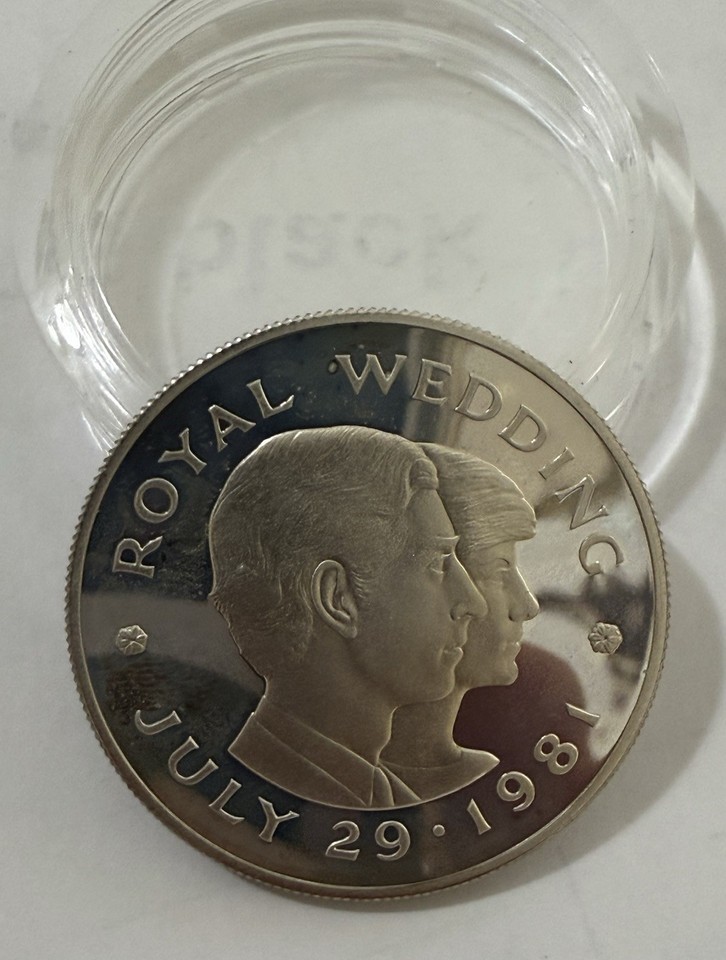 ROYAL WEDDING
JULY 29 · 1981